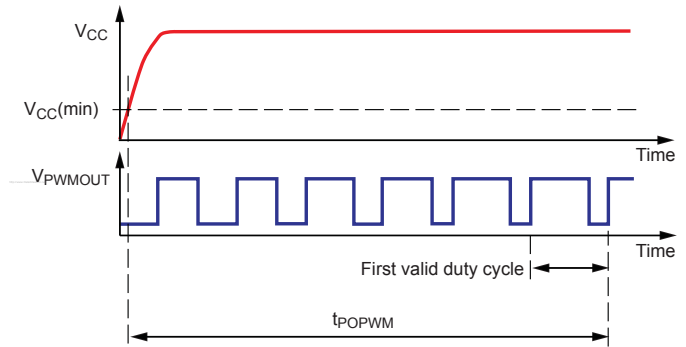 VCC
VCC(min)
Time
VPWMOUT
Time
First valid duty cycle
tPOPWM